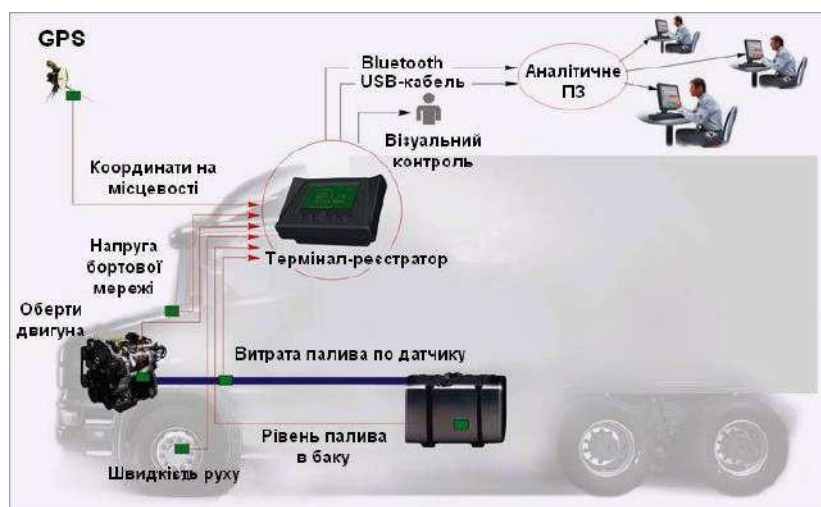 GPS
Bluetooth
USB-кабель
Аналітичне
ПЗ
Візуальний
контроль
Координати на
місцевості
Термінал-реєстратор
Напруга
бортової
мережі
Оберти
двигуна
Витрата палива по датчику
Рівень палива
в баку
Швидкість руху